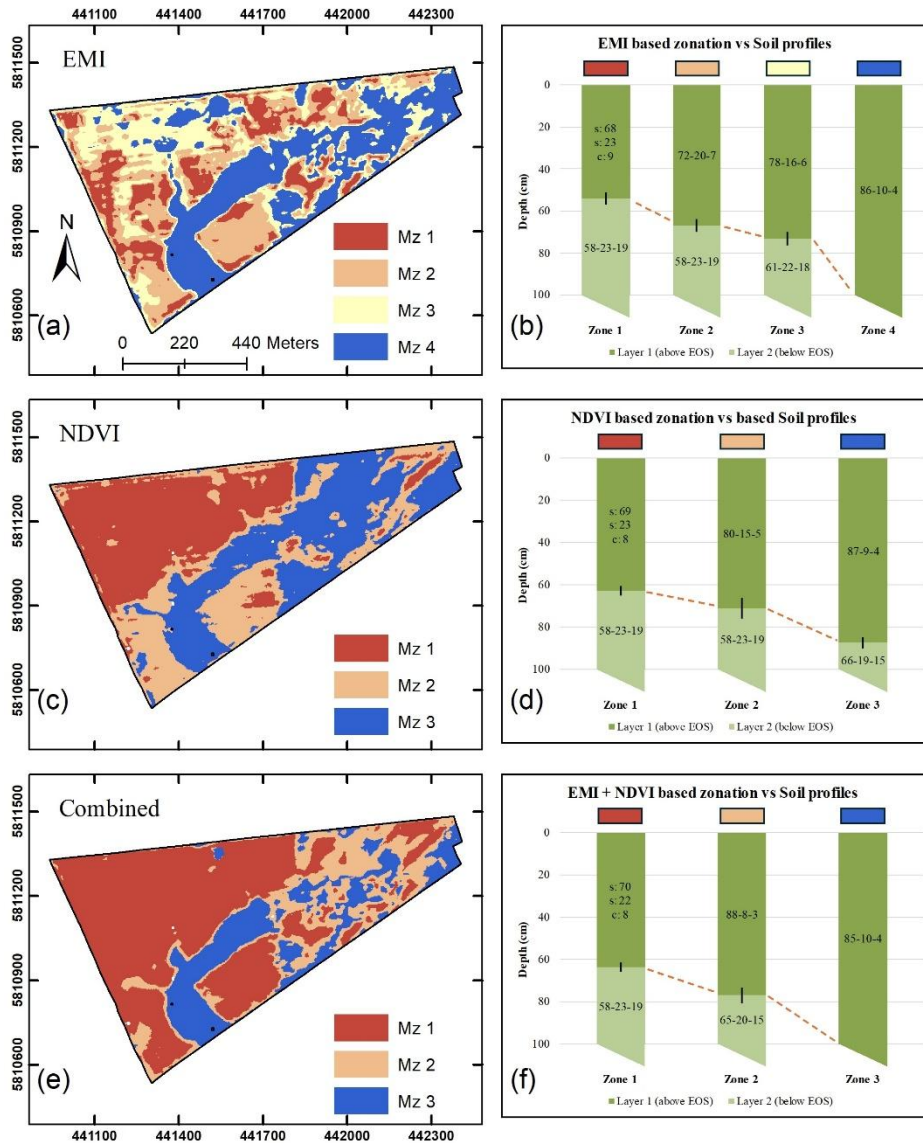 441100 441400 441700 442000 442300
5811500
5811200
5810900
5810600
EMI
N
(a)
0 220 440 Meters
Mz 1
Mz 2
Mz 3
Mz 4
EMI based zonation vs Soil profiles
Depth (cm)
0
20
40
60
80
100
s: 68
s: 23
c: 9
58-23-19
72-20-7
58-23-19
78-16-6
61-22-18
86-10-4
Zone 1 Zone 2 Zone 3 Zone 4
(b)
Layer 1 (above EOS) Layer 2 (below EOS)
5811500
5811200
5810900
5810600
NDVI
(c)
Mz 1
Mz 2
Mz 3
NDVI based zonation vs based Soil profiles
Depth (cm)
0
20
40
60
80
100
s: 69
s: 23
c: 8
58-23-19
80-15-5
58-23-19
87-9-4
66-19-15
Zone 1 Zone 2 Zone 3
(d)
Layer 1 (above EOS) Layer 2 (below EOS)
5811500
5811200
5810900
5810600
Combined
(e)
Mz 1
Mz 2
Mz 3
441100 441400 441700 442000 442300
EMI + NDVI based zonation vs Soil profiles
Depth (cm)
0
20
40
60
80
100
s: 70
s: 22
c: 8
58-23-19
88-8-3
65-20-15
85-10-4
Zone 1 Zone 2 Zone 3
(f)
Layer 1 (above EOS) Layer 2 (below EOS)